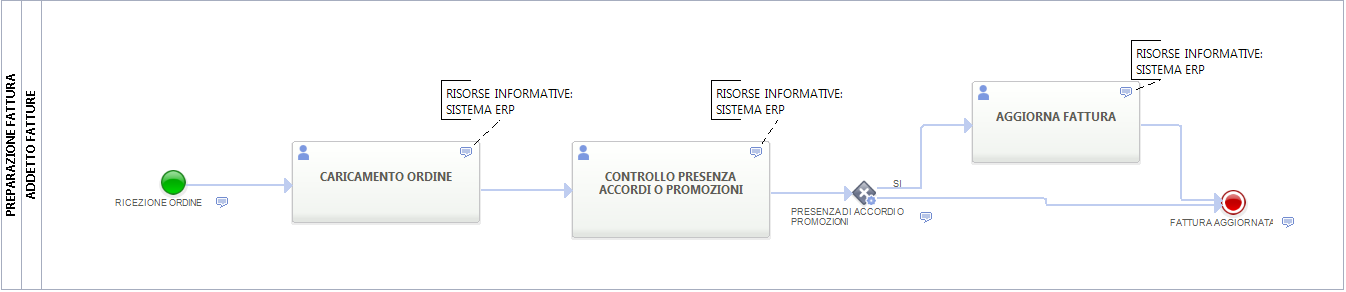 PREPARAZIONE FATTURA
ADDETTO FATTURE
RICEZIONE ORDINE
RISORSE INFORMATIVE:
SISTEMA ERP
CARICAMENTO ORDINE
RISORSE INFORMATIVE:
SISTEMA ERP
CONTROLLO PRESENZA
ACCORDI O PROMOZIONI
PRESENZA DI ACCORDI O
PROMOZIONI
SI
RISORSE INFORMATIVE:
SISTEMA ERP
AGGIORNA FATTURA
FATTURA AGGIORNATA